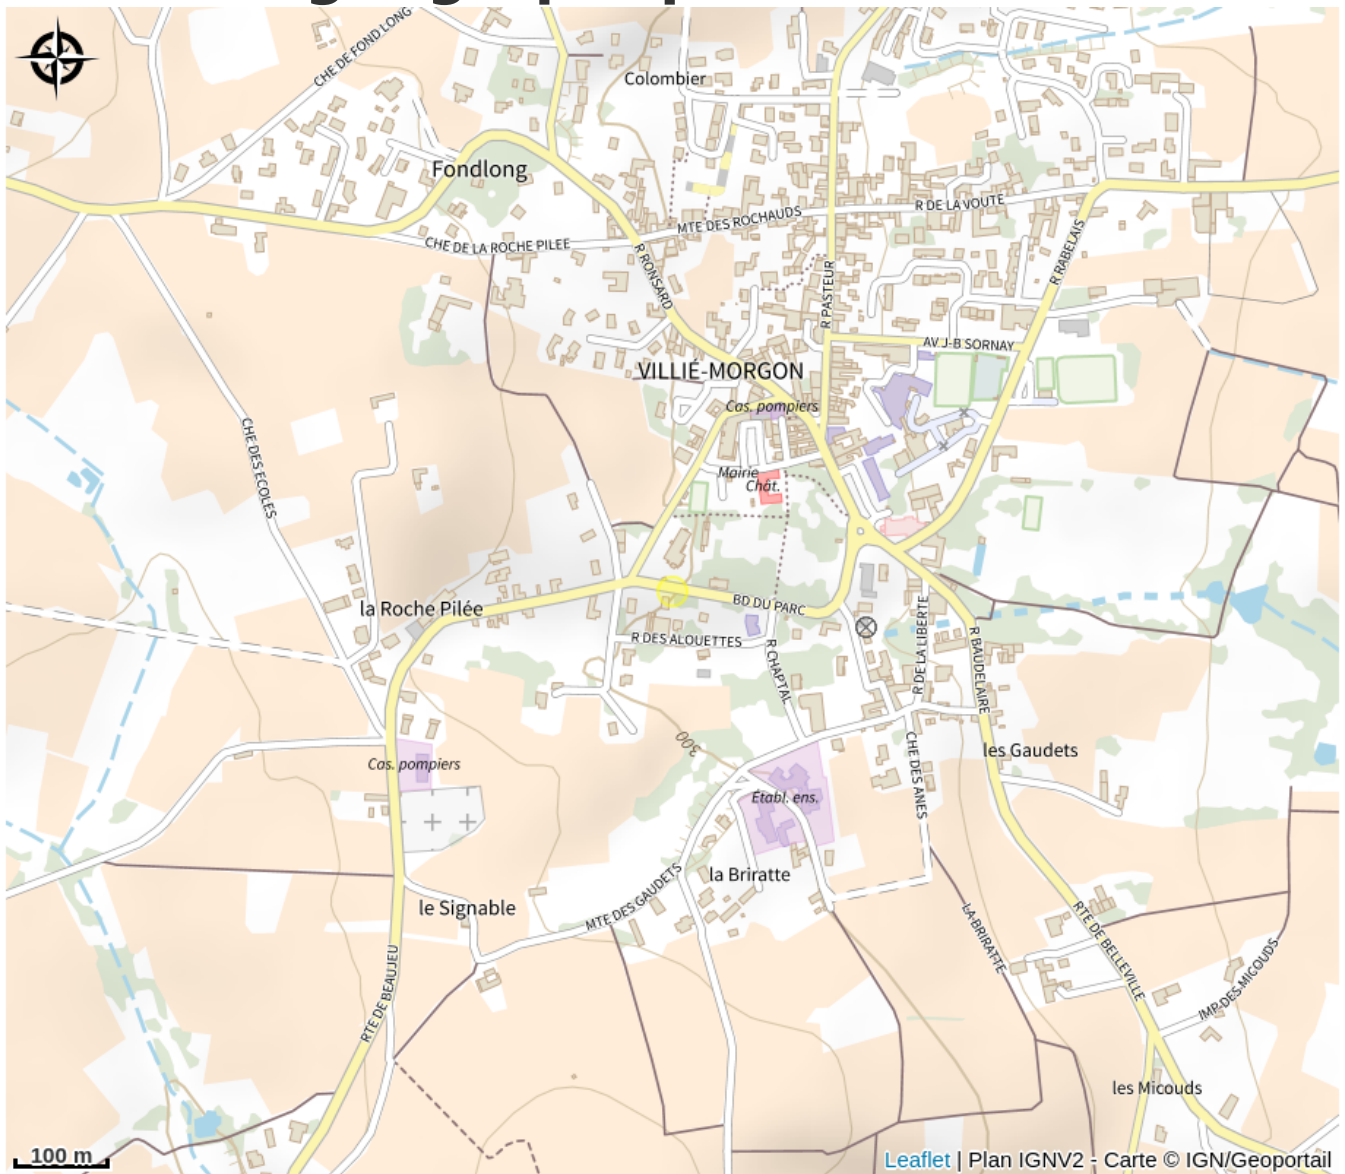 CHE DE FOND LONG
Colombier
Fondlong
R DE LA VOUTE
MTE DES ROCHAUDS
CHE DE LA ROCHE PILEE
R RONSARD
R PASTEUR
R RABELAIS
AV J-B SORNAY
VILLIÉ-MORGON
Cas. pompiers
CHE DES ECOLES
Mairie
Chât.
la Roche Pilée
BD DU PARC
R DES ALOUETTES
R CHAPTAL
R DE LA LIBERTE
R BAUDELAIRE
300
les Gaudets
CHE DES ANES
Cas. pompiers
Établ. ens.
la Briratte
le Signable
MTE DES GAUDETS
LA BRIRATTE
RTE DE BELLEVILLE
IMP DES MICOUDS
RTE DE BEAUJEU
les Micouds
100 m
Leaflet | Plan IGNV2 - Carte © IGN/Geoportail